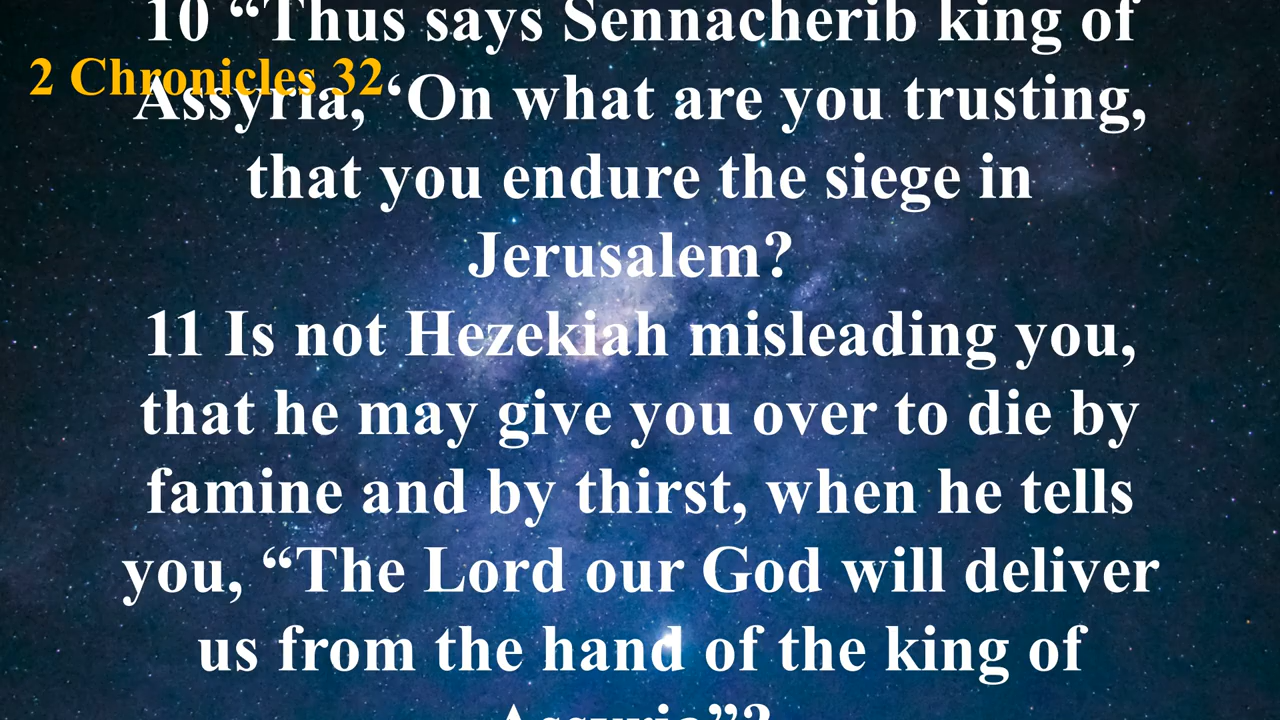 10 “Thus says Sennacherib king of
2 Chronicles 32
Assyria, ‘On what are you trusting,
that you endure the siege in
Jerusalem?
11 Is not Hezekiah misleading you,
that he may give you over to die by
famine and by thirst, when he tells
you, “The Lord our God will deliver
us from the hand of the king of
Assyria”?